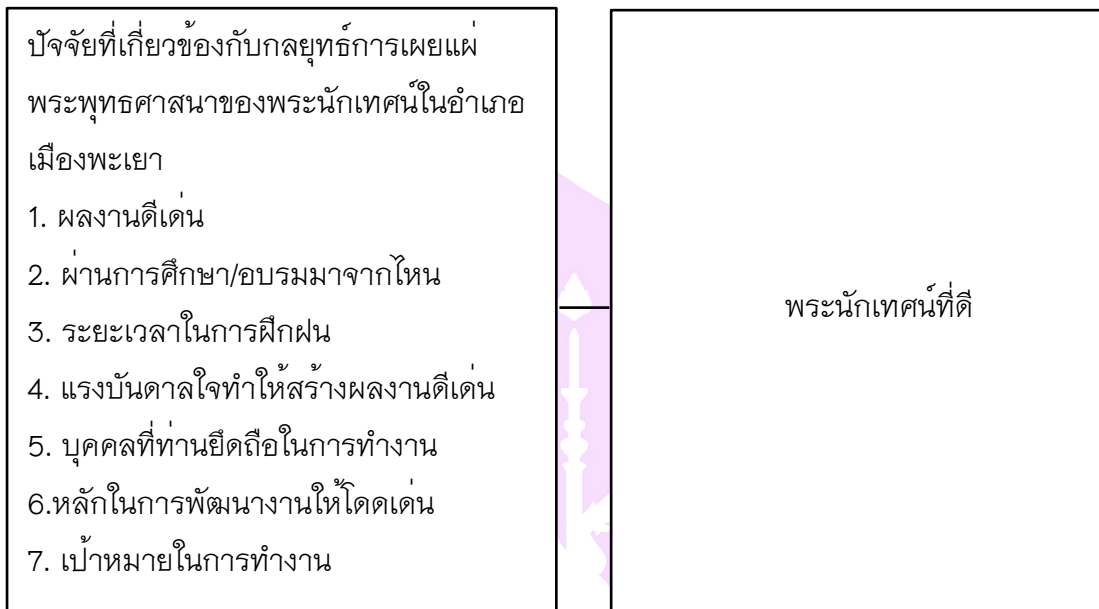 ปัจจัยที่เกี่ยวข้องกับกลยุทธ์การเผยแผ่
พระพุทธศาสนาของพระนักเทศน์ในอำเภอ
เมืองพะเยา
1. ผลงานดีเด่น
2. ผ่านการศึกษา/อบรมมาจากไหน
3. ระยะเวลาในการฝึกฝน
4. แรงบันดาลใจทำให้สร้างผลงานดีเด่น
5. บุคคลที่ท่านยึดถือในการทำงาน
6.หลักในการพัฒนางานให้โดดเด่น
7. เป้าหมายในการทำงาน
พระนักเทศน์ที่ดี